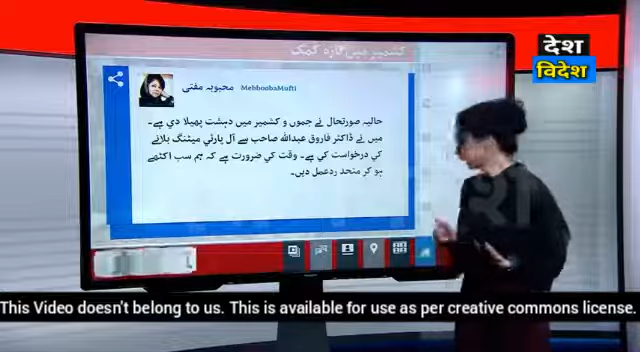 کشمیر میں تازہ کمک
देश
विदेश
محبوبہ مفتی MehboobaMufti
حالیہ صورتحال نے جموں و کشمیر میں دہشت پھیلا دی ہے۔
میں نے ڈاکٹر فاروق عبداللہ صاحب سے آل پارٹی میٹنگ بلانے
کی درخواست کی ہے۔ وقت کی ضرورت ہے کہ ہم سب اکٹھے
ہو کر متحد ردعمل دیں۔
This Video doesn't belong to us. This is available for use as per creative commons license.